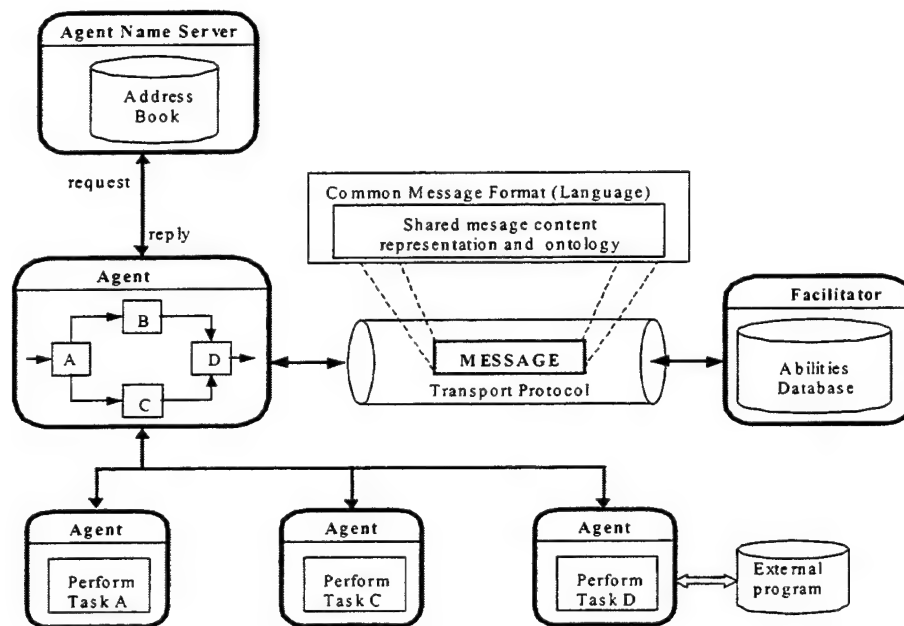 Agent Name Server
Address
Book
request
reply
Common Message Format (Language)
Shared mesage content
representation and ontology
Agent
B
A
D
C
MESSAGE
Transport Protocol
Facilitator
Abilities
Database
Agent
Perform
Task A
Agent
Perform
Task C
Agent
Perform
Task D
External
program